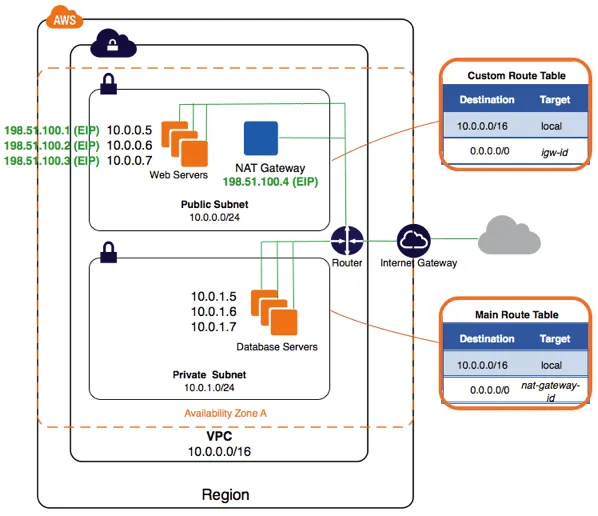 AWS
Custom Route Table
Destination Target
10.0.0.0/16 local
0.0.0.0/0 igw-id
198.51.100.1 (EIP) 10.0.0.5
198.51.100.2 (EIP) 10.0.0.6
198.51.100.3 (EIP) 10.0.0.7
Web Servers
NAT Gateway
198.51.100.4 (EIP)
Public Subnet
10.0.0.0/24
Router
Internet Gateway
10.0.1.5
10.0.1.6
10.0.1.7
Database Servers
Private Subnet
10.0.1.0/24
Main Route Table
Destination Target
10.0.0.0/16 local
0.0.0.0/0 nat-gateway-
id
Availability Zone A
VPC
10.0.0.0/16
Region